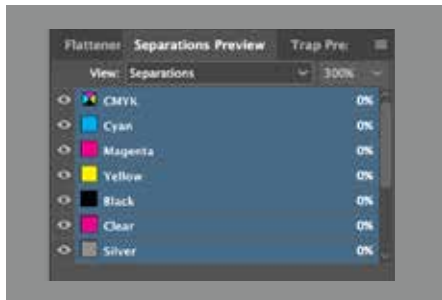 Flattener Separations Preview Trap Pre:
View: Separations 300%
CMYK 0%
Cyan 0%
Magenta 0%
Yellow 0%
Black 0%
Clear 0%
Silver 0%